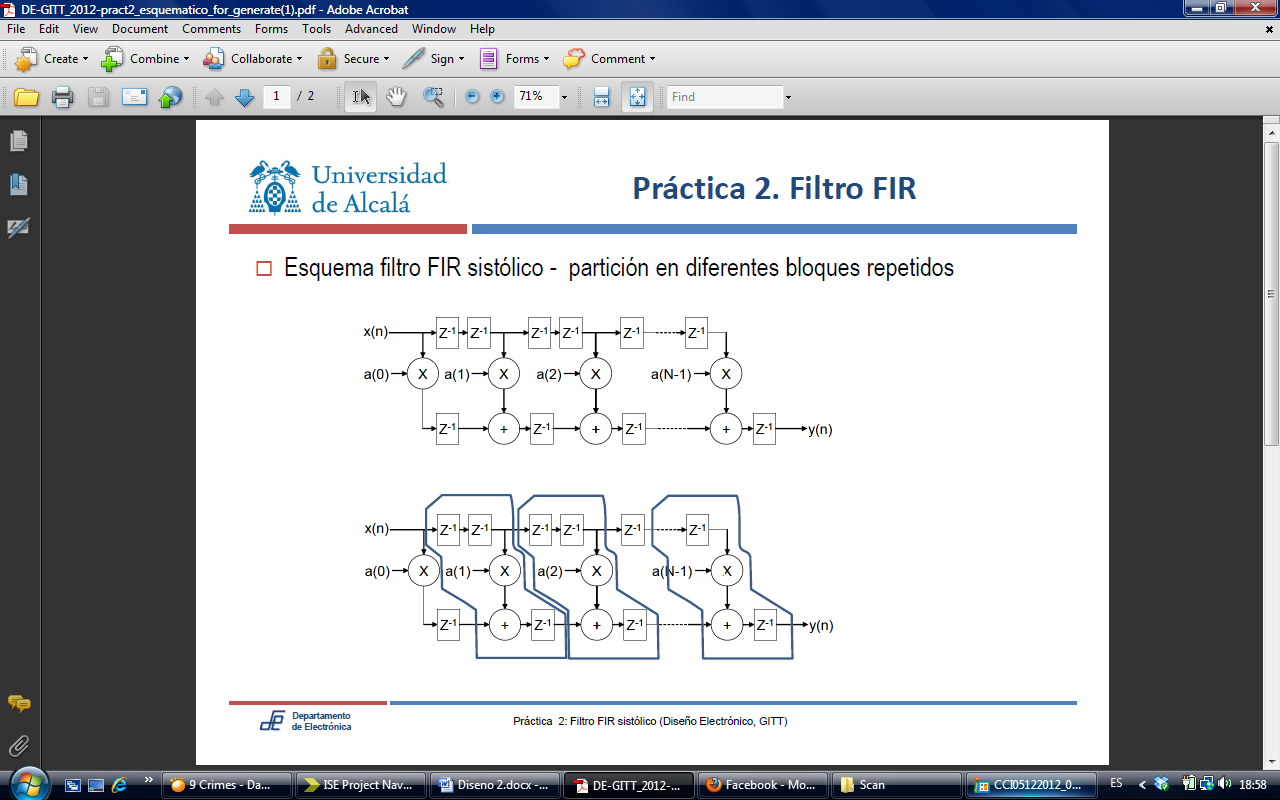 DE-GITT_2012-pract2_esquematico_for_generate(1).pdf - Adobe Acrobat
File Edit View Document Comments Forms Tools Advanced Window Help
Create Combine Collaborate Secure Sign Forms Comment
1 / 2 71% Find
Universidad
de Alcalá
Práctica 2. Filtro FIR
Esquema filtro FIR sistólico - partición en diferentes bloques repetidos
x(n) Z-1 Z-1 Z-1 Z-1 Z-1 Z-1
a(0) X a(1) X a(2) X a(N-1) X
Z-1 + Z-1 + Z-1 + Z-1 y(n)
x(n) Z-1 Z-1 Z-1 Z-1 Z-1 Z-1
a(0) X a(1) X a(2) X a(N-1) X
Z-1 + Z-1 + Z-1 + Z-1 y(n)
Departamento
de Electrónica
Práctica 2: Filtro FIR sistólico (Diseño Electrónico, GITT)
9 Crimes - Da... ISE Project Nav... Diseno 2.docx -... DE-GITT_2012-... Facebook - Mo... Scan CCI05122012_0... ES 18:58